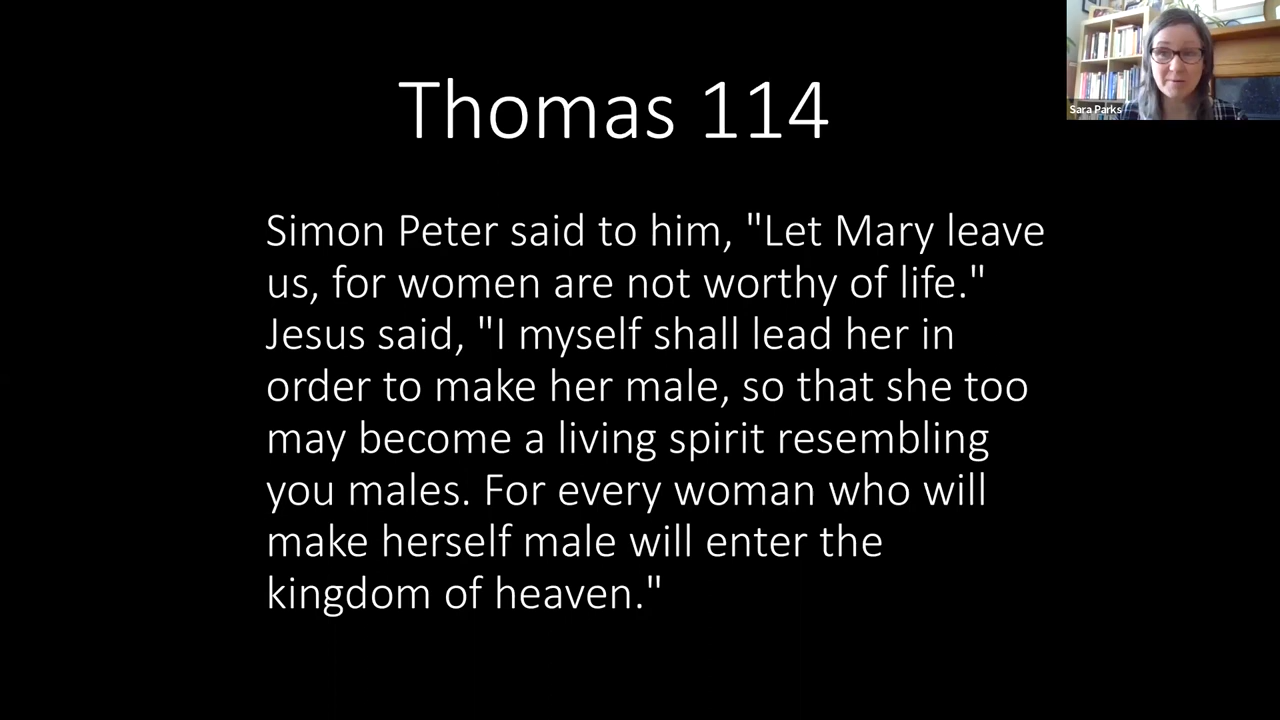 Thomas 114
Sara Parks
Simon Peter said to him, "Let Mary leave
us, for women are not worthy of life."
Jesus said, "I myself shall lead her in
order to make her male, so that she too
may become a living spirit resembling
you males. For every woman who will
make herself male will enter the
kingdom of heaven."